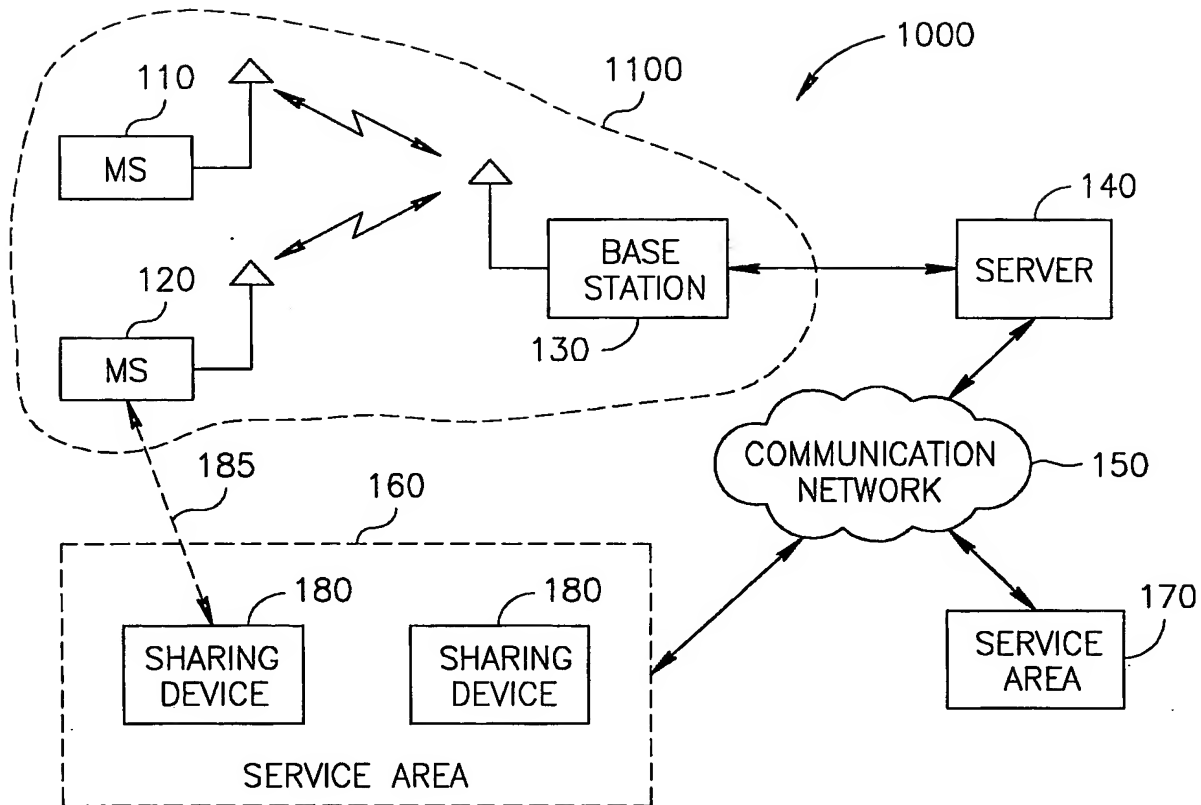 1000
1100
110
MS
140
BASE
STATION
SERVER
120
130
MS
COMMUNICATION
NETWORK
150
185
160
180
180
170
SHARING
DEVICE
SHARING
DEVICE
SERVICE
AREA
SERVICE AREA